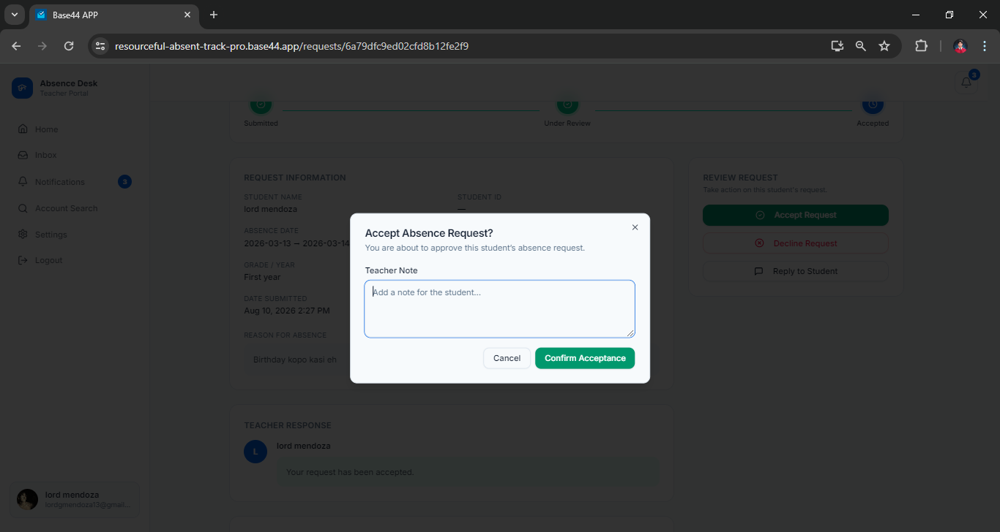 Base44 APP
resourceful-absent-track-pro.base44.app/requests/6a79dfc9ed02cfd8b12fe2f9
Absence Desk
Teacher Portal
3
Home
Inbox
Notifications 3
Account Search
Settings
Logout
Submitted
Under Review
Accepted
REQUEST INFORMATION
STUDENT NAME
lord mendoza
STUDENT ID
—
ABSENCE DATE
2026-03-13 — 2026-03-14
GRADE / YEAR
First year
DATE SUBMITTED
Aug 10, 2026 2:27 PM
REASON FOR ABSENCE
Birthday kopo kasi eh
REVIEW REQUEST
Take action on this student's request.
Accept Request
Decline Request
Reply to Student
Accept Absence Request?
You are about to approve this student's absence request.
Teacher Note
Add a note for the student...
Cancel
Confirm Acceptance
TEACHER RESPONSE
L
lord mendoza
Your request has been accepted.
lord mendoza
lordgmendoza13@gmail...